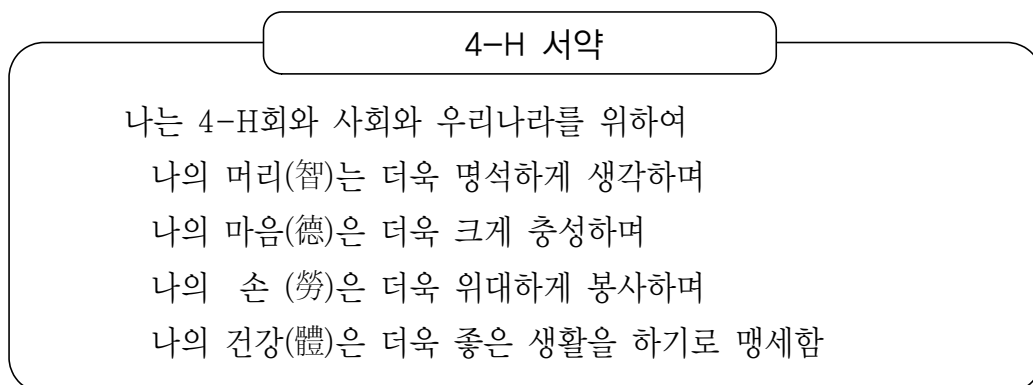 4-H 서약
나는 4-H회와 사회와 우리나라를 위하여
나의 머리(智)는 더욱 명석하게 생각하며
나의 마음(德)은 더욱 크게 충성하며
나의 손 (勞)은 더욱 위대하게 봉사하며
나의 건강(體)은 더욱 좋은 생활을 하기로 맹세함